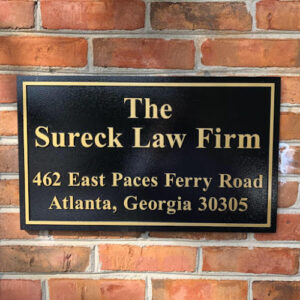 The
Sureck Law Firm
462 East Paces Ferry Road
Atlanta, Georgia 30305